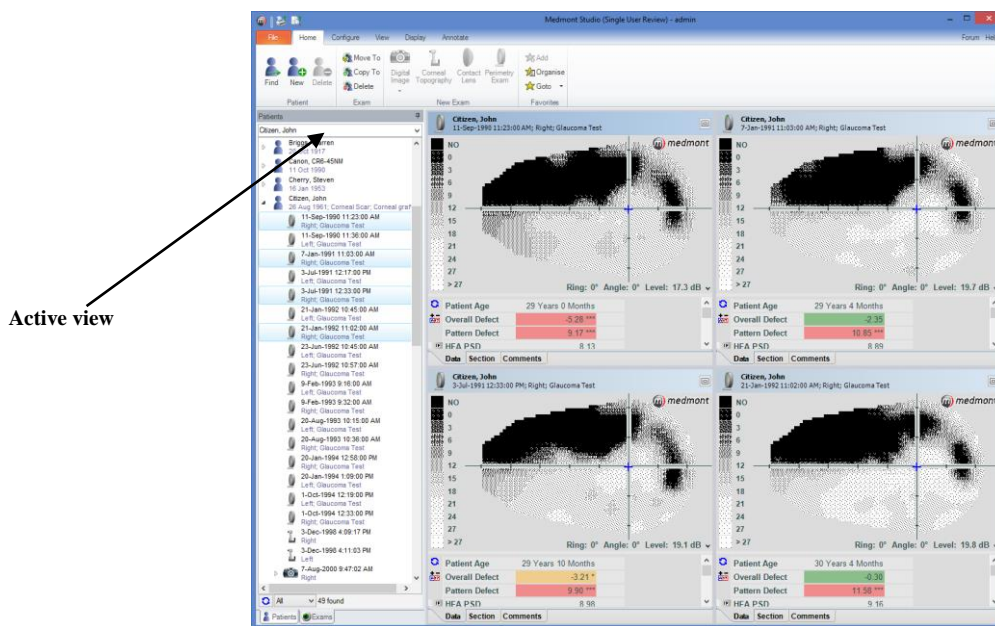 Medmont Studio (Single User Review) - admin
File Home Configure View Display Annotate
Forum
Find New Delete
Move To
Copy To
Delete
Digital Image
Corneal Topography
Contact Lens
Perimetry Exam
Add
Organise
Goto
Patient Exam New Exam Favorites
Patients
Citizen, John
1917
Canon, CR6-45NM
11 Oct 1990
Cherry, Steven
16 Jan 1953
Citizen, John
26 Aug 1961; Corneal Scar; Corneal graf
11-Sep-1990 11:23:00 AM
Right; Glaucoma Test
11-Sep-1990 11:36:00 AM
Left; Glaucoma Test
7-Jan-1991 11:03:00 AM
Right; Glaucoma Test
3-Jul-1991 12:17:00 PM
Left; Glaucoma Test
3-Jul-1991 12:33:00 PM
Right; Glaucoma Test
21-Jan-1992 10:45:00 AM
Left; Glaucoma Test
21-Jan-1992 11:02:00 AM
Right; Glaucoma Test
23-Jun-1992 10:45:00 AM
Left; Glaucoma Test
23-Jun-1992 10:57:00 AM
Right; Glaucoma Test
9-Feb-1993 9:16:00 AM
Left; Glaucoma Test
9-Feb-1993 9:32:00 AM
Right; Glaucoma Test
20-Aug-1993 10:15:00 AM
Left; Glaucoma Test
20-Aug-1993 10:36:00 AM
Right; Glaucoma Test
20-Jan-1994 12:58:00 PM
Right; Glaucoma Test
20-Jan-1994 1:09:00 PM
Left; Glaucoma Test
1-Oct-1994 12:19:00 PM
Left; Glaucoma Test
1-Oct-1994 12:33:00 PM
Right; Glaucoma Test
3-Dec-1998 4:09:17 PM
Right
3-Dec-1998 4:11:03 PM
Left
7-Aug-2000 9:47:02 AM
Right
All 49 found
Patients Exams
Active view
Citizen, John
11-Sep-1990 11:23:00 AM; Right; Glaucoma Test
medmont
NO
0
3
6
9
12
15
18
21
24
27
> 27
Ring: 0° Angle: 0° Level: 17.3 dB
Patient Age 29 Years 0 Months
Overall Defect -5.28 ***
Pattern Defect 9.17 ***
HFA PSD 8.13
Data Section Comments
Citizen, John
7-Jan-1991 11:03:00 AM; Right; Glaucoma Test
medmont
NO
0
3
6
9
12
15
18
21
24
27
> 27
Ring: 0° Angle: 0° Level: 19.7 dB
Patient Age 29 Years 4 Months
Overall Defect -2.35
Pattern Defect 10.85 ***
HFA PSD 8.89
Data Section Comments
Citizen, John
3-Jul-1991 12:33:00 PM; Right; Glaucoma Test
medmont
NO
0
3
6
9
12
15
18
21
24
27
> 27
Ring: 0° Angle: 0° Level: 19.1 dB
Patient Age 29 Years 10 Months
Overall Defect -3.21 *
Pattern Defect 9.90 ***
HFA PSD 8.98
Data Section Comments
Citizen, John
21-Jan-1992 11:02:00 AM; Right; Glaucoma Test
medmont
NO
0
3
6
9
12
15
18
21
24
27
> 27
Ring: 0° Angle: 0° Level: 19.8 dB
Patient Age 30 Years 4 Months
Overall Defect -0.30
Pattern Defect 11.58 ***
HFA PSD 9.16
Data Section Comments